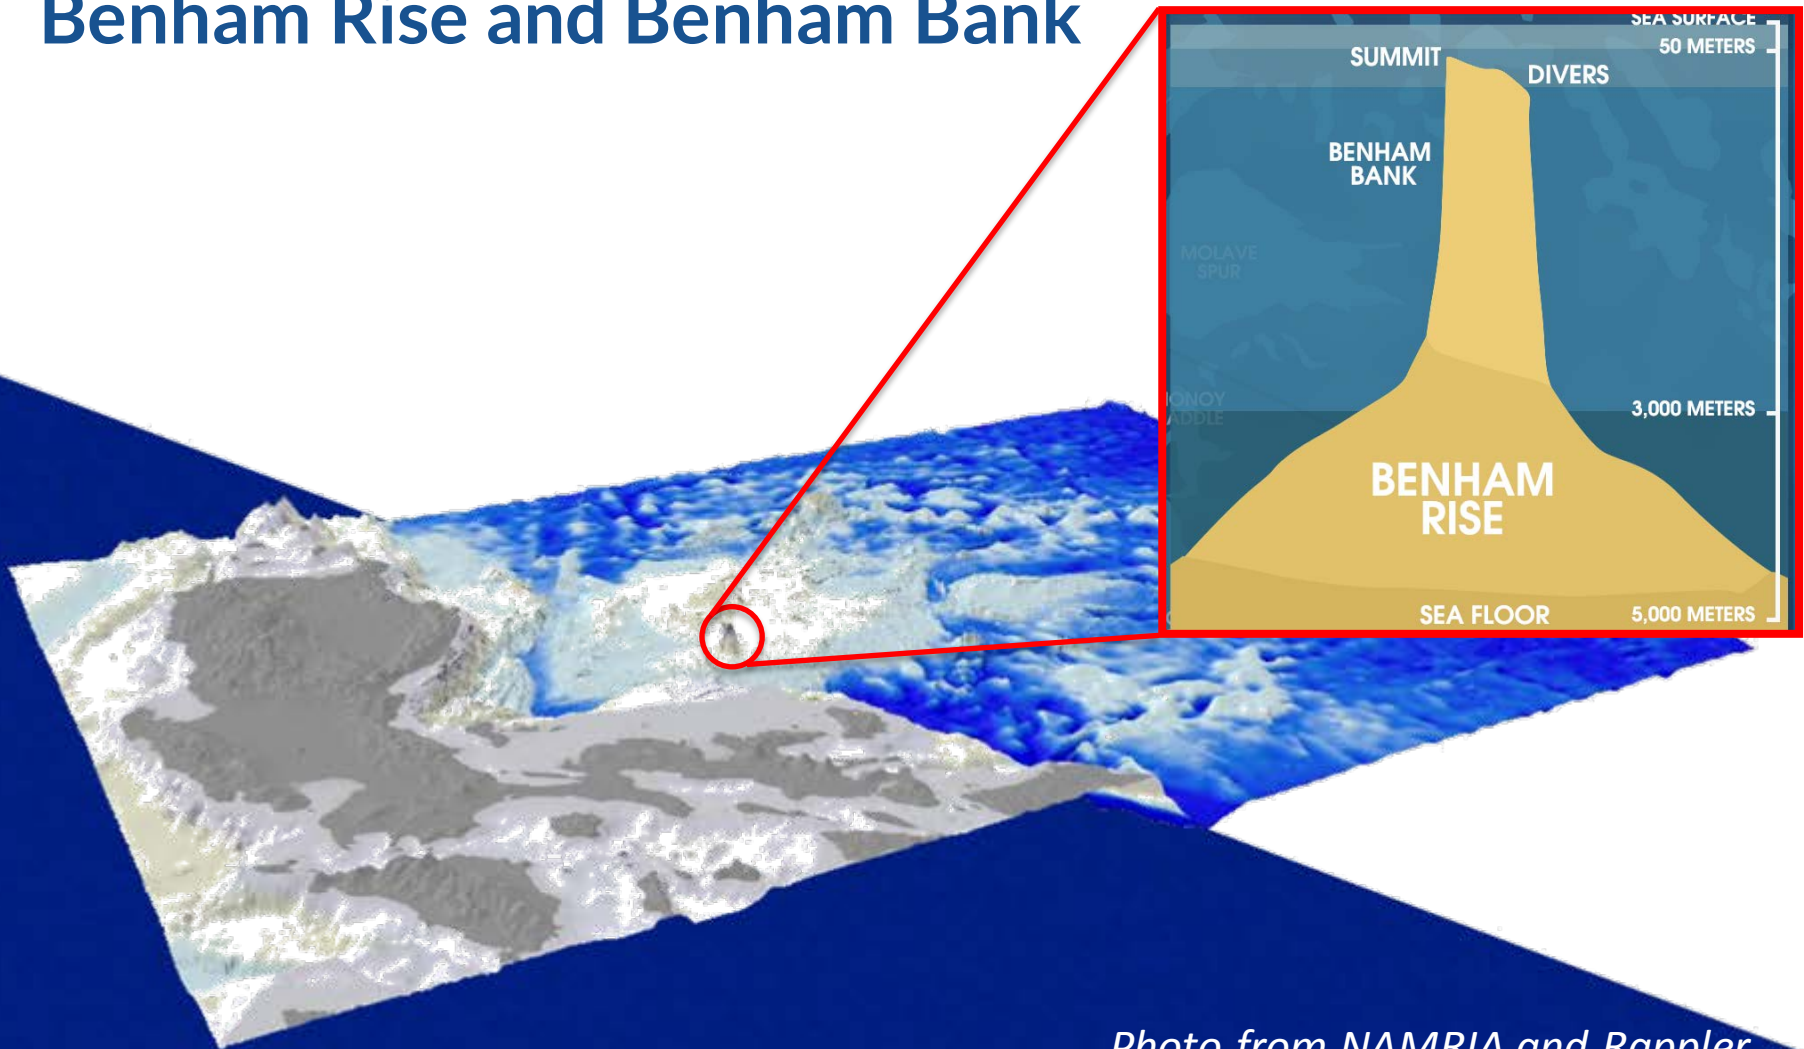 Benham Rise and Benham Bank
SEA SURFACE
50 METERS
SUMMIT
DIVERS
BENHAM
BANK
MOLAVE
SPUR
3,000 METERS
BENHAM
RISE
SEA FLOOR
5,000 METERS
Photo from NAMRIA and Rappler